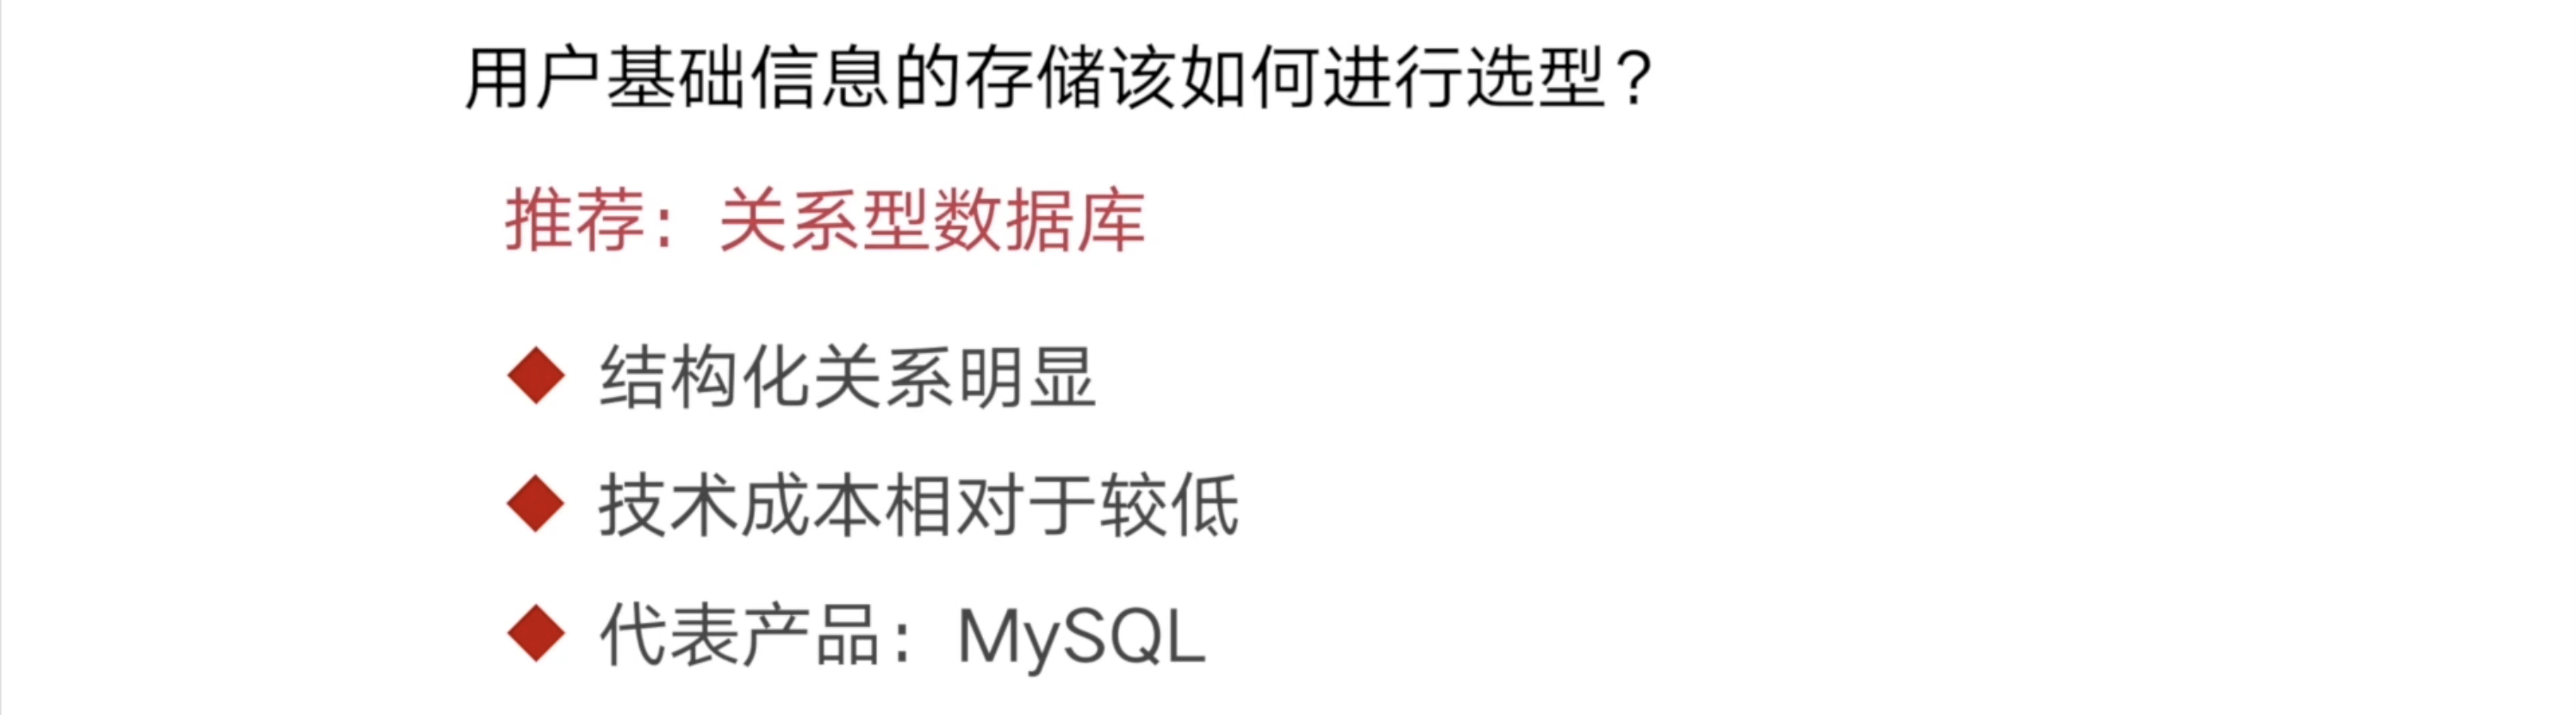 用户基础信息的存储该如何进行选型？
推荐：关系型数据库
结构化关系明显
技术成本相对于较低
代表产品：MySQL